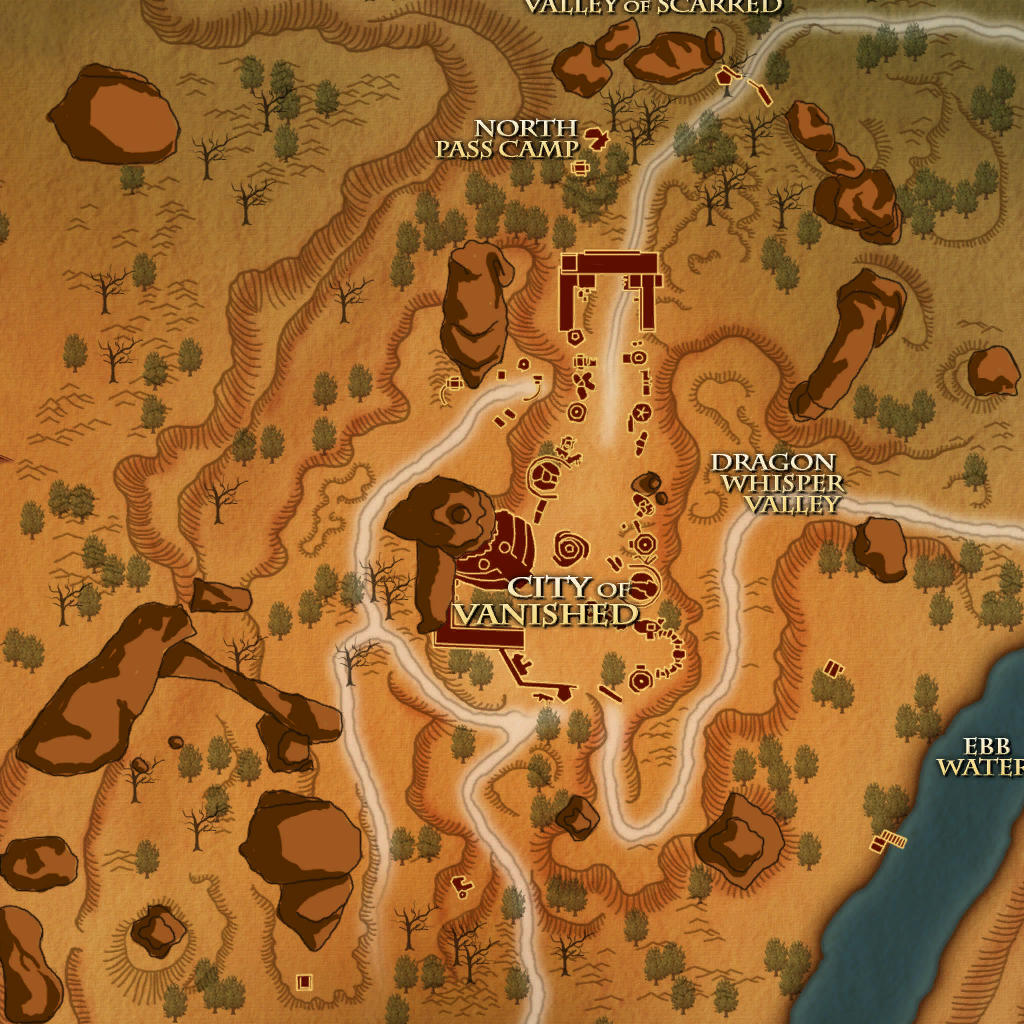 VALLEY OF SCARRED
NORTH
PASS CAMP
DRAGON
WHISPER
VALLEY
CITY OF
VANISHED
EBB
WATER